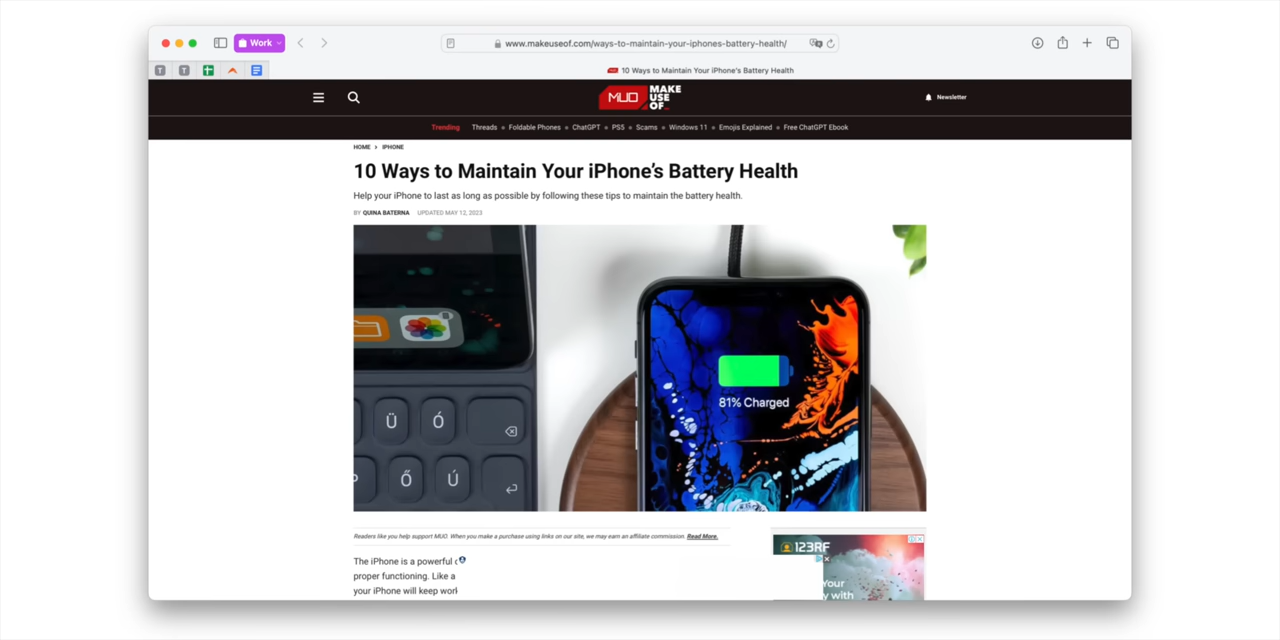 Work
www.makeuseof.com/ways-to-maintain-your-iphones-battery-health/
T T
10 Ways to Maintain Your iPhone's Battery Health
MUO MAKE
USE
OF_
Newsletter
Trending Threads Foldable Phones ChatGPT PS5 Scams Windows 11 Emojis Explained Free ChatGPT Ebook
HOME > IPHONE
10 Ways to Maintain Your iPhone’s Battery Health
Help your iPhone to last as long as possible by following these tips to maintain the battery health.
BY QUINA BATERNA UPDATED MAY 12, 2023
81% Charged
Ü Ó
Ő Ú
Readers like you help support MUO. When you make a purchase using links on our site, we may earn an affiliate commission. Read More.
123RF
The iPhone is a powerful
proper functioning. Like a
Your
your iPhone will keep work
y with